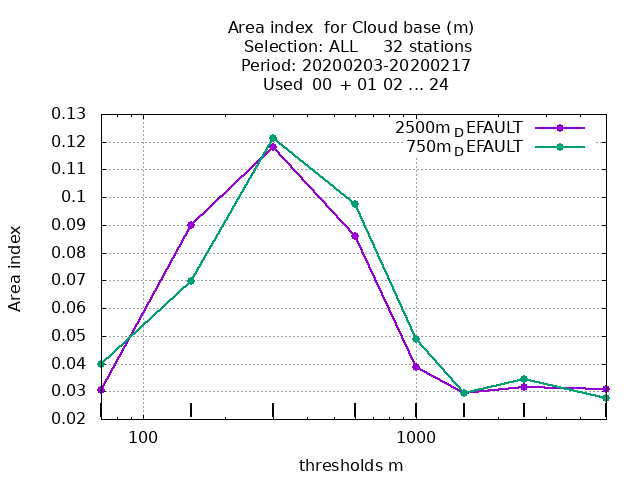 Area index  for Cloud base (m)
Selection: ALL     32 stations
Period: 20200203-20200217
Used  00 + 01 02 ... 24
2500m_DEFAULT
750m_DEFAULT
0.13
0.12
0.11
0.1
0.09
0.08
0.07
0.06
0.05
0.04
0.03
0.02
Area index
100 1000
thresholds m